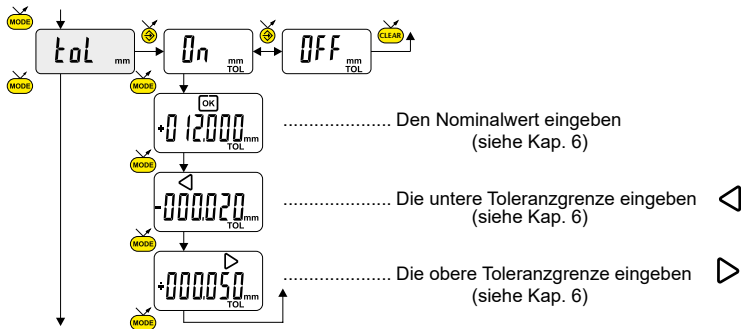 MODE
toL mm
On mm TOL
OFF mm TOL
CLEAR
MODE
MODE
OK
+012.000 mm TOL
..................... Den Nominalwert eingeben
(siehe Kap. 6)
MODE
-000.020 mm TOL
..................... Die untere Toleranzgrenze eingeben
(siehe Kap. 6)
MODE
+000.050 mm TOL
..................... Die obere Toleranzgrenze eingeben
(siehe Kap. 6)
MODE